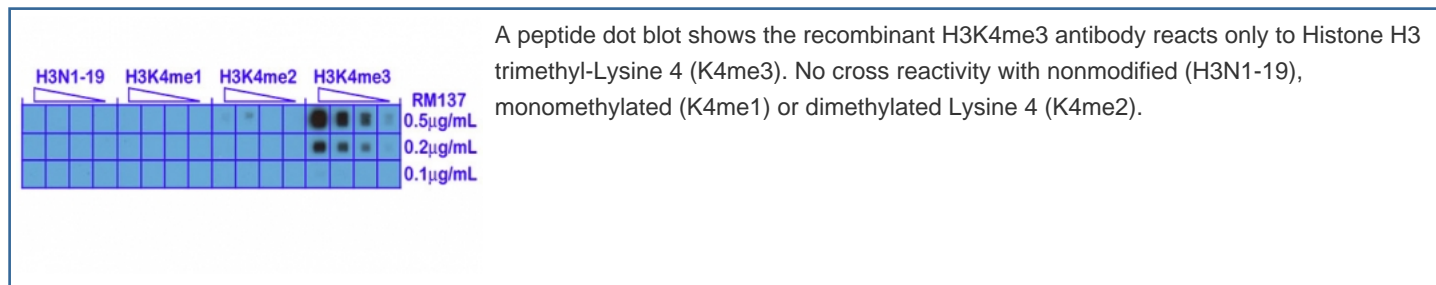 H3N1-19 H3K4me1 H3K4me2 H3K4me3
RM137
0.5µg/mL
0.2µg/mL
0.1µg/mL
A peptide dot blot shows the recombinant H3K4me3 antibody reacts only to Histone H3
trimethyl-Lysine 4 (K4me3). No cross reactivity with nonmodified (H3N1-19),
monomethylated (K4me1) or dimethylated Lysine 4 (K4me2).